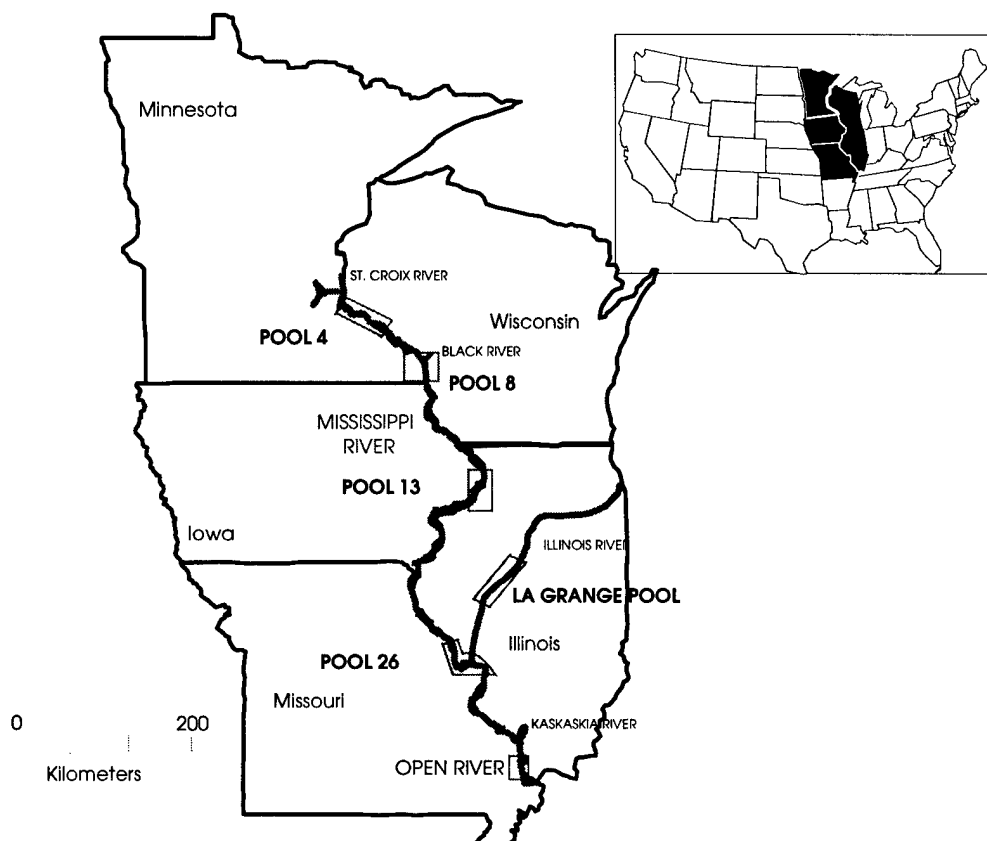 Minnesota
ST. CROIX RIVER
Wisconsin
POOL 4
BLACK RIVER
POOL 8
MISSISSIPPI
RIVER
POOL 13
Iowa
ILLINOIS RIVER
LA GRANGE POOL
Illinois
POOL 26
Missouri
0 200
KASKASKIA RIVER
OPEN RIVER
Kilometers